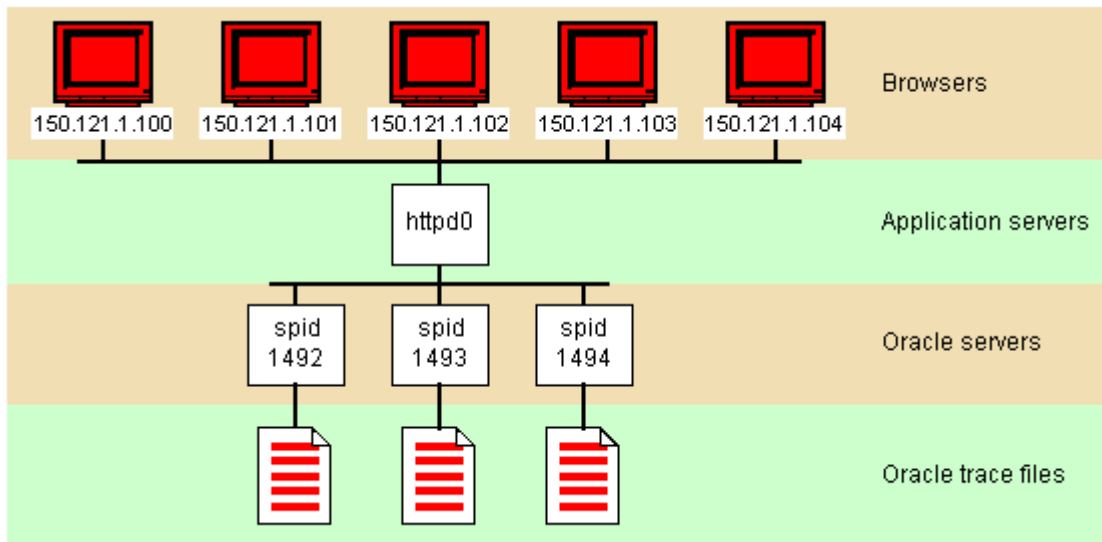 Browsers
150.121.1.100
150.121.1.101
150.121.1.102
150.121.1.103
150.121.1.104
httpd0
Application servers
spid
1492
spid
1493
spid
1494
Oracle servers
Oracle trace files